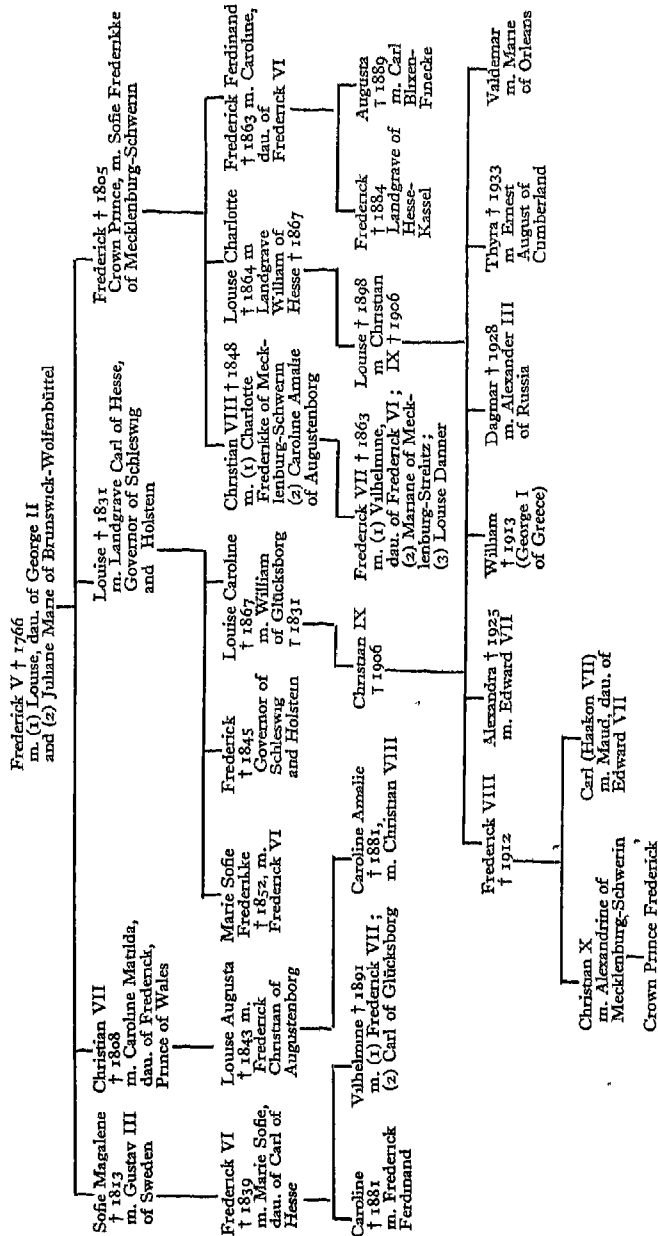 Frederick V † 1766
m. (1) Louise, dau. of George II
and (2) Juliane Marie of Brunswick-Wolfenbüttel
Sofie Magalene
† 1813
m. Gustav III
of Sweden
Christian VII
† 1808
m. Caroline Matilda,
dau. of Frederick,
Prince of Wales
Louise † 1831
m. Landgrave Carl of Hesse,
Governor of Schleswig
and Holstein
Frederick † 1805
Crown Prince, m. Sofie Frederikke
of Mecklenburg-Schwerin
Frederick VI
† 1839
m. Marie Sofie,
dau. of Carl of
Hesse
Louise Augusta
† 1843 m.
Frederick
Christian of
Augustenborg
Marie Sofie
Frederikke
† 1852, m.
Frederick VI
Frederick
† 1845
Governor of
Schleswig
and Holstein
Louise Caroline
† 1867
m. William
of Glücksborg
† 1831
Christian VIII † 1848
m. (1) Charlotte
Frederikke of Meck-
lenburg-Schwerin
(2) Caroline Amalie
of Augustenborg
Louise Charlotte
† 1864 m
Landgrave
William of
Hesse † 1867
Frederick Ferdinand
† 1863 m. Caroline,
dau. of
Frederick VI
Caroline
† 1881
m. Frederick
Ferdmand
Vilhelmine † 1891
m. (1) Frederick VII;
(2) Carl of Glücksborg
Caroline Amalie
† 1881,
m. Christian VIII
Christian IX
† 1906
Frederick VII † 1863
m. (1) Vilhelmune,
dau. of Frederick VI;
(2) Mariane of Meck-
lenburg-Strelitz;
(3) Louise Danner
Louise † 1898
m Christian
IX † 1906
Frederick
† 1884
Landgrave of
Hesse-
Kassel
Augusta
† 1889
m. Carl
Blixen-
Finecke
Frederick VIII
† 1912
Alexandra † 1925
m. Edward VII
William
† 1913
(George I
of Greece)
Dagmar † 1928
m. Alexander III
of Russia
Thyra † 1933
m Ernest
August of
Cumberland
Valdemar
m. Marie
of Orleans
Christian X
m. Alexandrine of
Mecklenburg-Schwerin
Carl (Haakon VII)
m. Maud, dau. of
Edward VII
Crown Prince Frederick